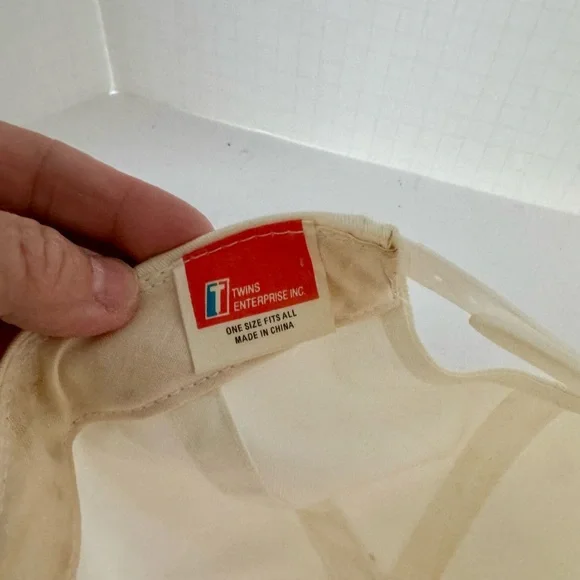 TWINS
ENTERPRISE INC.
ONE SIZE FITS ALL
MADE IN CHINA